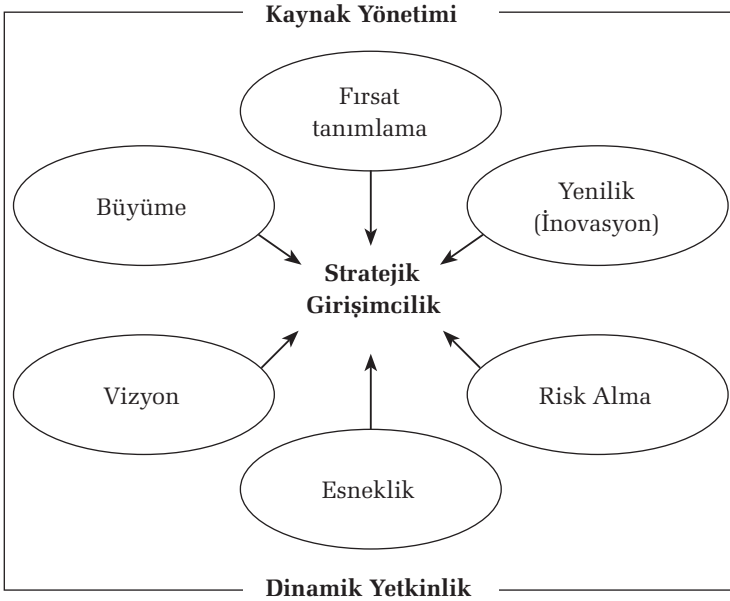 Kaynak Yönetimi
Fırsat
tanımlama
Büyüme
Yenilik
(İnovasyon)
Stratejik
Girişimcilik
Vizyon
Risk Alma
Esneklik
Dinamik Yetkinlik